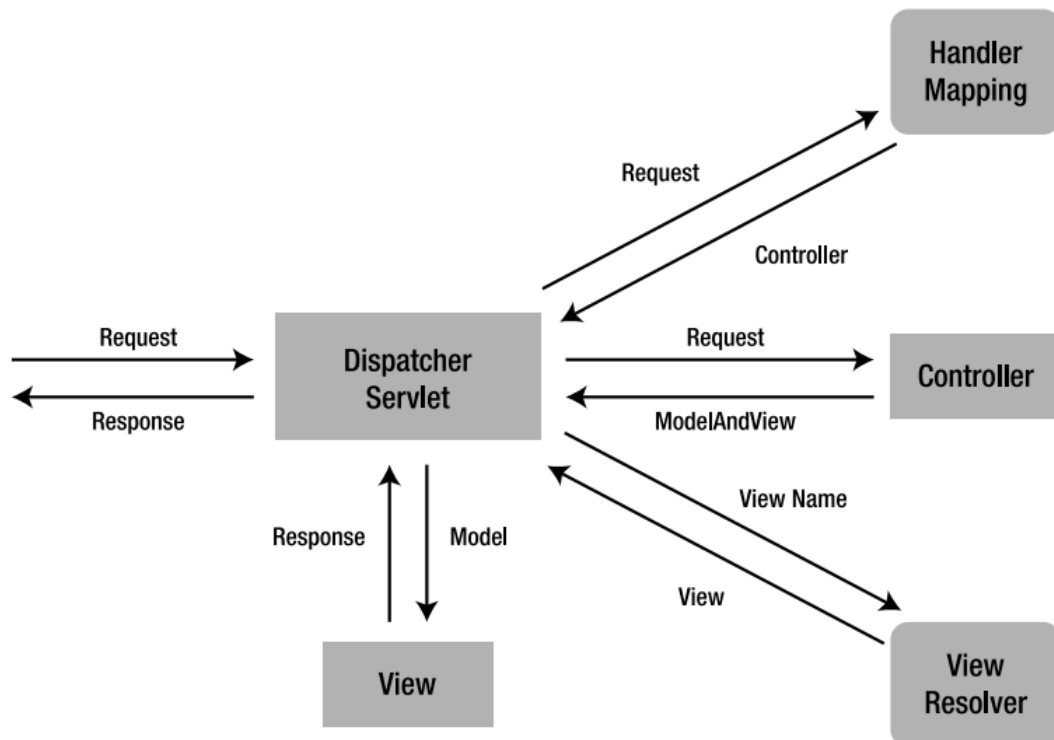 Handler
Mapping
Request
Controller
Request
Response
Dispatcher
Servlet
Request
ModelAndView
Controller
Response
Model
View Name
View
View
View
Resolver